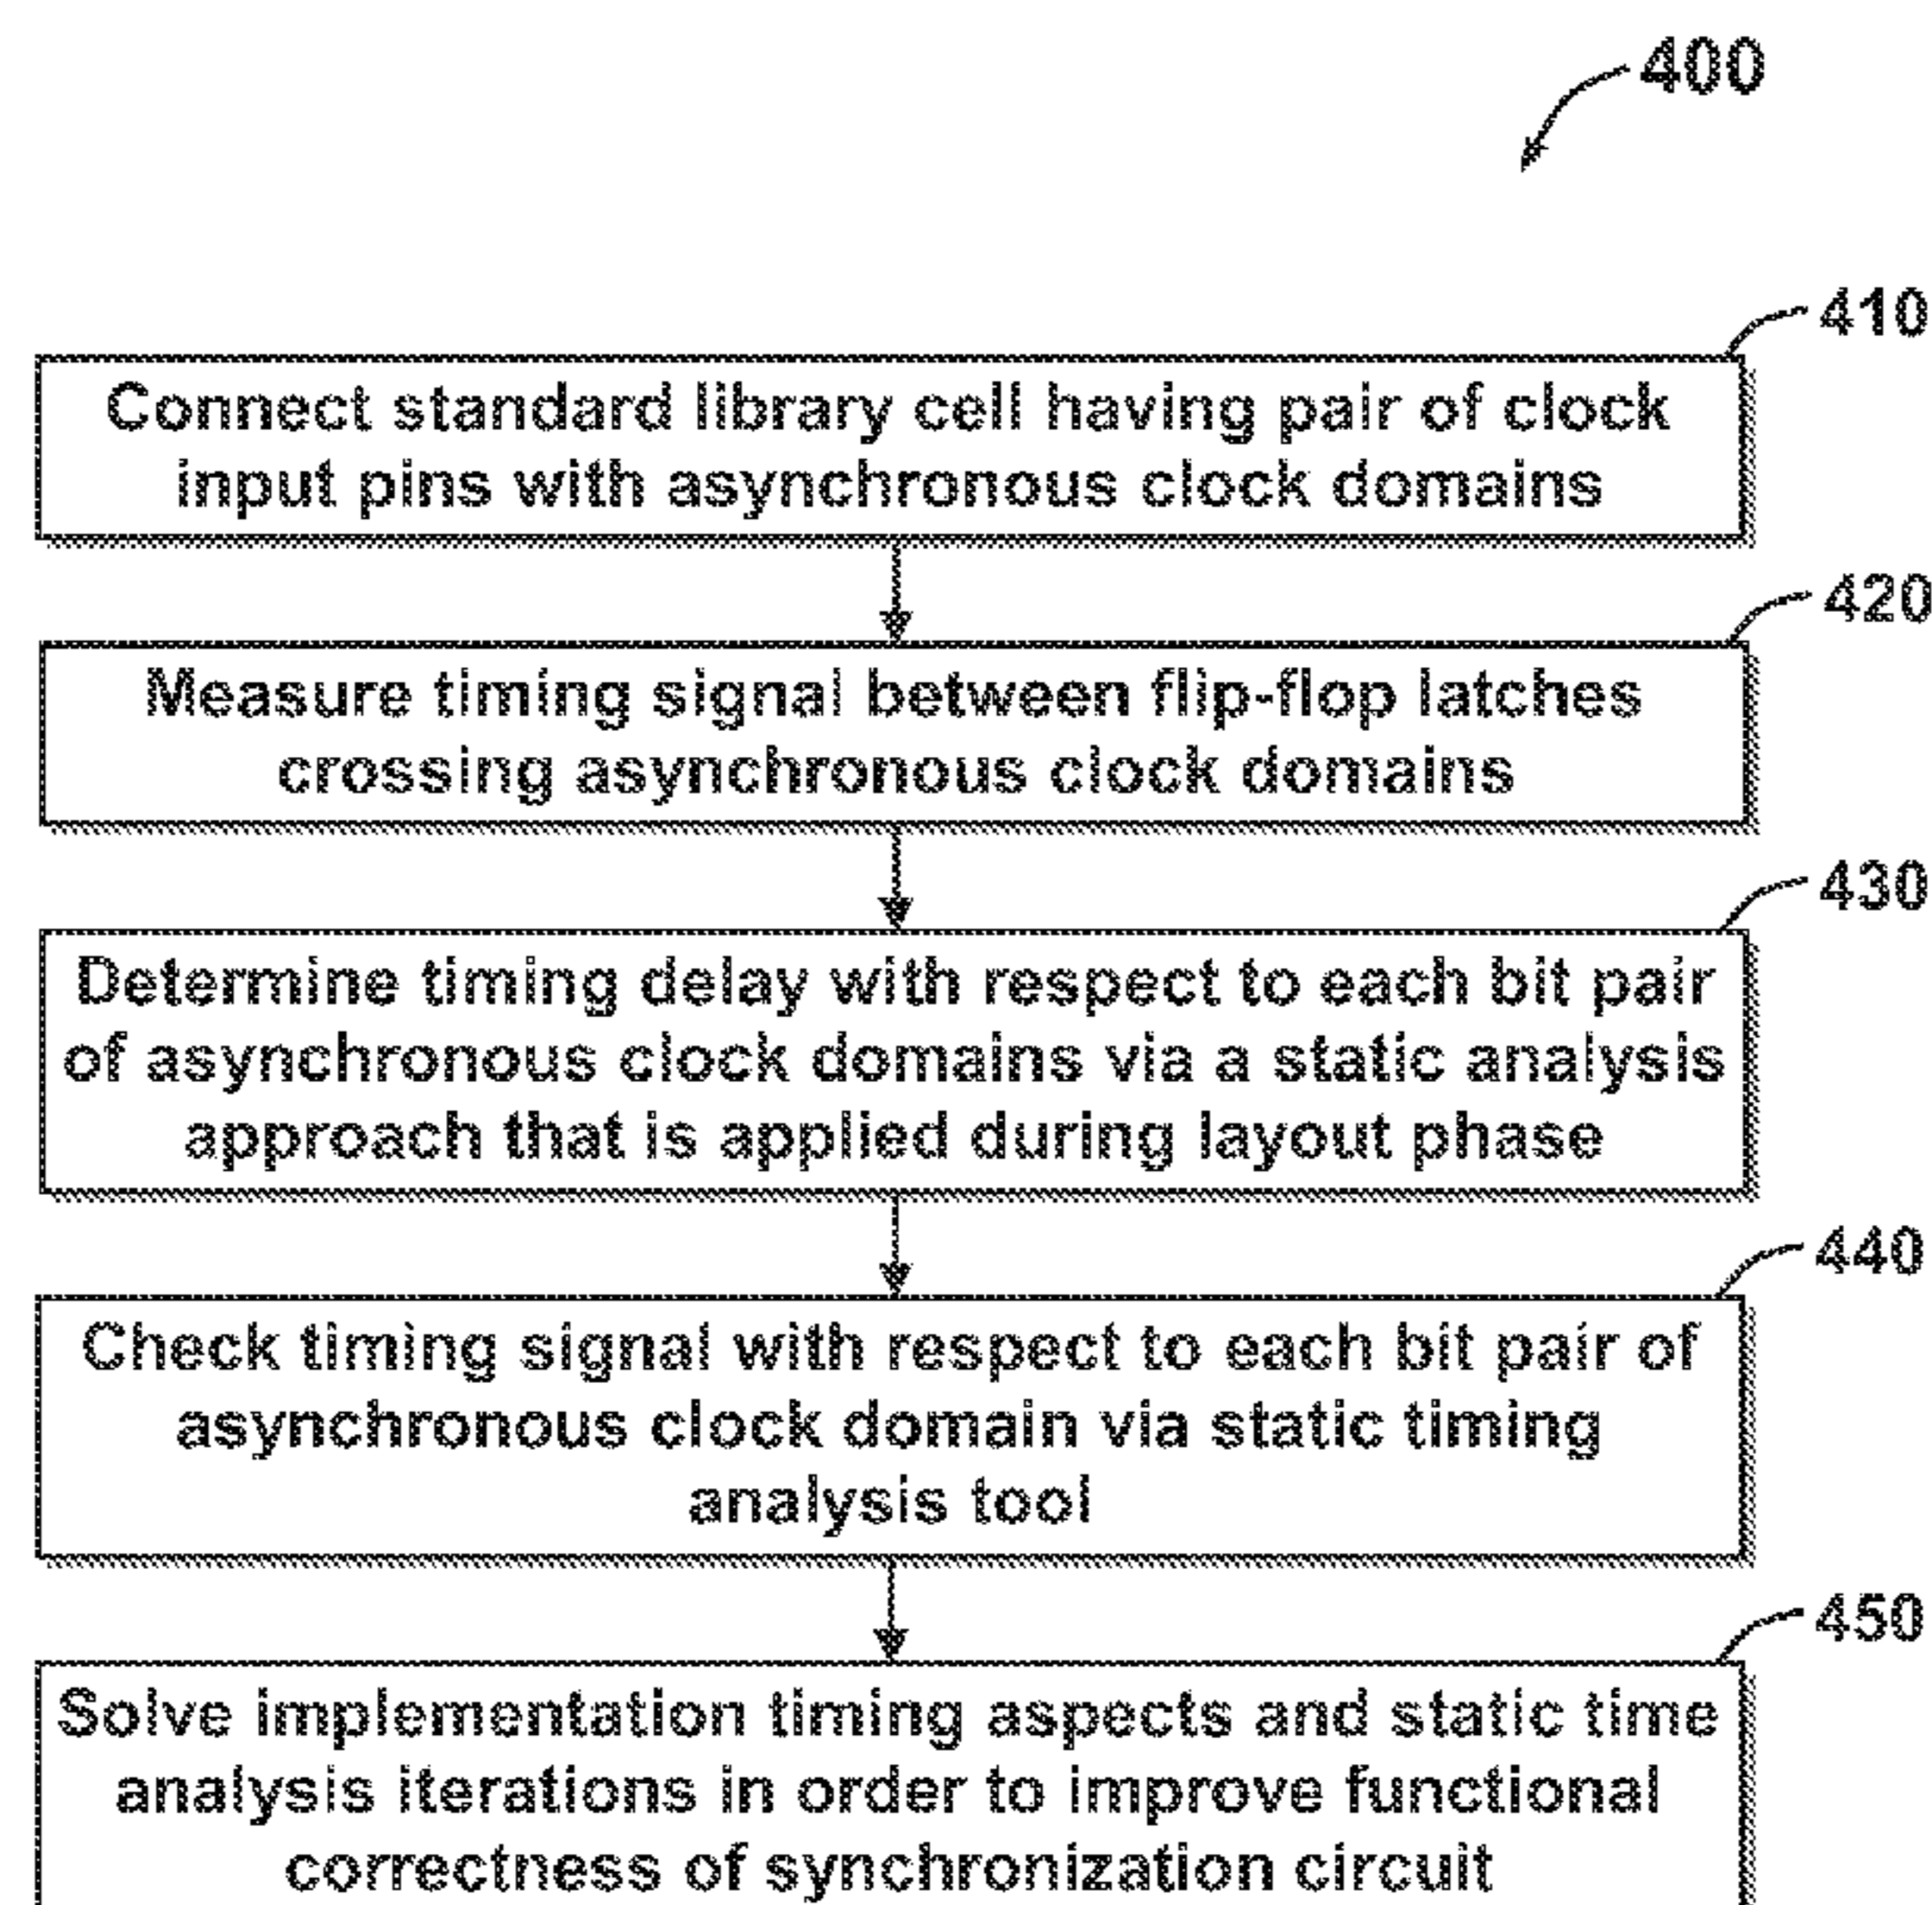 400
410
Connect standard library cell having pair of clock
input pins with asynchronous clock domains
420
Measure timing signal between flip-flop latches
crossing asynchronous clock domains
430
Determine timing delay with respect to each bit pair
of asynchronous clock domains via a static analysis
approach that is applied during layout phase
440
Check timing signal with respect to each bit pair of
asynchronous clock domain via static timing
analysis tool
450
Solve implementation timing aspects and static time
analysis iterations in order to improve functional
correctness of synchronization circuit